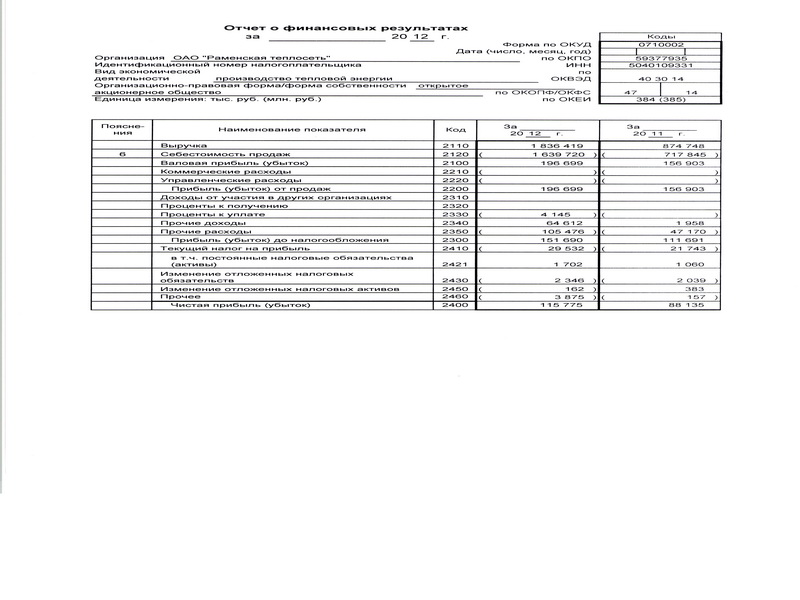 Отчет о финансовых результатах
за 20 12 г.
Коды
Форма по ОКУД 0710002
Дата (число, месяц, год)
Организация ОАО "Раменская теплосеть" по ОКПО 59377935
Идентификационный номер налогоплательщика ИНН 5040109331
Вид экономической по
деятельности производство тепловой энергии ОКВЭД 40 30 14
Организационно-правовая форма/форма собственности открытое
акционерное общество по ОКОПФ/ОКФС 47 14
Единица измерения: тыс. руб. (млн. руб.) по ОКЕИ 384 (385)
Поясне- За За
ния Наименование показателя Код 20 12 г. 20 11 г.
Выручка 2110 1 836 419 874 748
6 Себестоимость продаж 2120 ( 1 639 720 ) ( 717 845 )
Валовая прибыль (убыток) 2100 196 699 156 903
Коммерческие расходы 2210 ( ) ( )
Управленческие расходы 2220 ( ) ( )
Прибыль (убыток) от продаж 2200 196 699 156 903
Доходы от участия в других организациях 2310
Проценты к получению 2320
Проценты к уплате 2330 ( 4 145 ) ( )
Прочие доходы 2340 64 612 1 958
Прочие расходы 2350 ( 105 476 ) ( 47 170 )
Прибыль (убыток) до налогообложения 2300 151 690 111 691
Текущий налог на прибыль 2410 ( 29 532 ) ( 21 743 )
в т.ч. постоянные налоговые обязательства
(активы) 2421 1 702 1 060
Изменение отложенных налоговых
обязательств 2430 ( 2 346 ) ( 2 039 )
Изменение отложенных налоговых активов 2450 ( 162 ) 383
Прочее 2460 ( 3 875 ) ( 157 )
Чистая прибыль (убыток) 2400 115 775 88 135